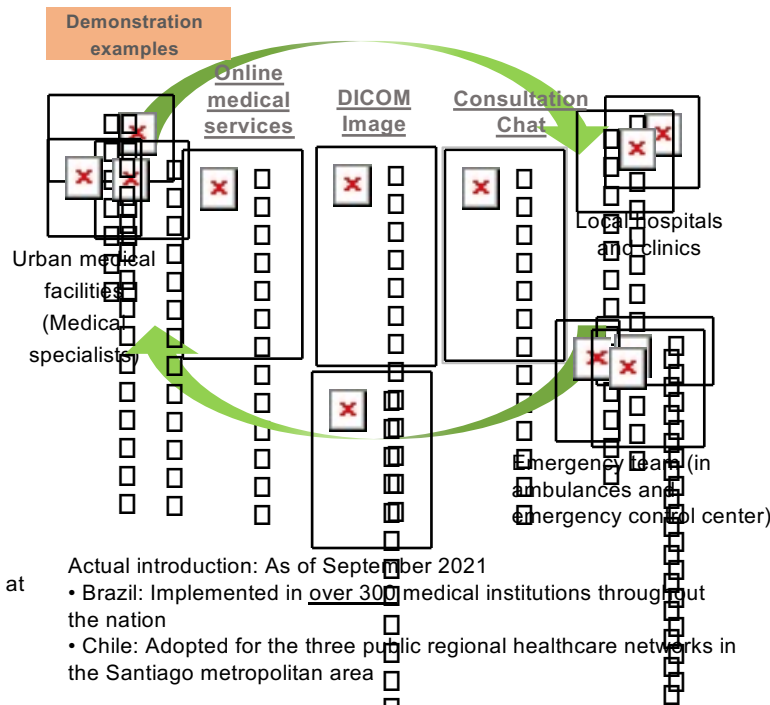 Demonstration
examples
Online
medical
services
DICOM
Image
Consultation
Chat
Urban medical
facilities
(Medical
specialists)
Local hospitals
and clinics
Emergency team (in
ambulances and
emergency control center)
at
Actual introduction: As of September 2021
• Brazil: Implemented in over 300 medical institutions throughout
the nation
• Chile: Adopted for the three public regional healthcare networks in
the Santiago metropolitan area